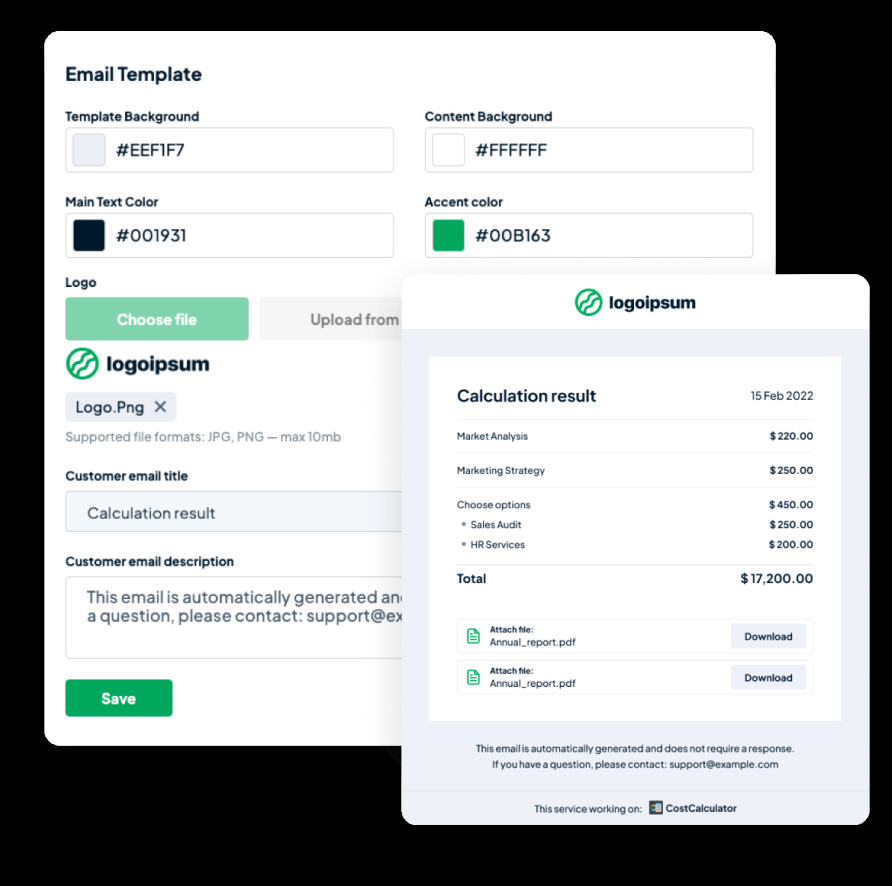 Email Template
Template Background
Content Background
#EEF1F7
#FFFFFF
Main Text Color
Accent color
#001931
#00B163
Logo
Choose file
Upload from
logoipsum
Logo.Png
Supported file formats: JPG, PNG — max 10mb
Customer email title
Calculation result
Customer email description
This email is automatically generated
a question, please contact: support@ex
Save
logoipsum
Calculation result
15 Feb 2022
Market Analysis
$ 220.00
Marketing Strategy
$ 250.00
Choose options
$ 450.00
Sales Audit
$ 250.00
HR Services
$ 200.00
Total
$ 17,200.00
Attach file:
Annual_report.pdf
Download
Attach file:
Annual_report.pdf
Download
This email is automatically generated and does not require a response.
If you have a question, please contact: support@example.com
This service working on: CostCalculator